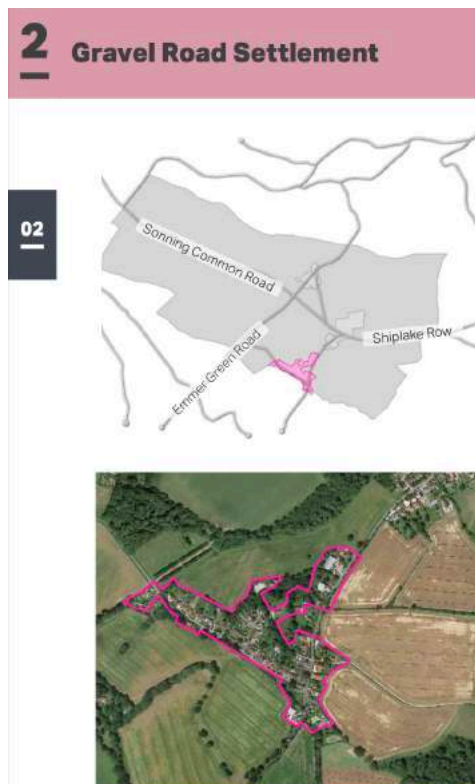 2 Gravel Road Settlement
02
Sonning Common Road
Shiplake Row
Emmer Green Road